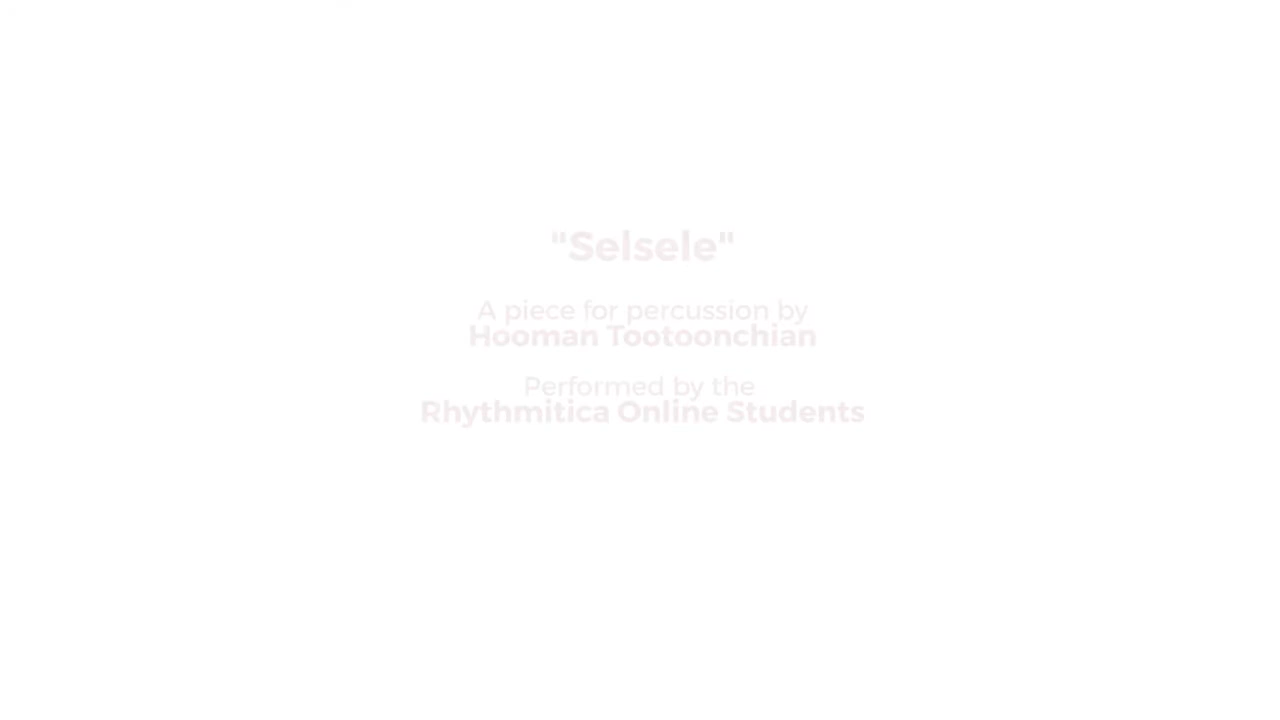 "Selsele"
A piece for percussion by
Hooman Tootoonchian
Performed by the
Rhythmitica Online Students